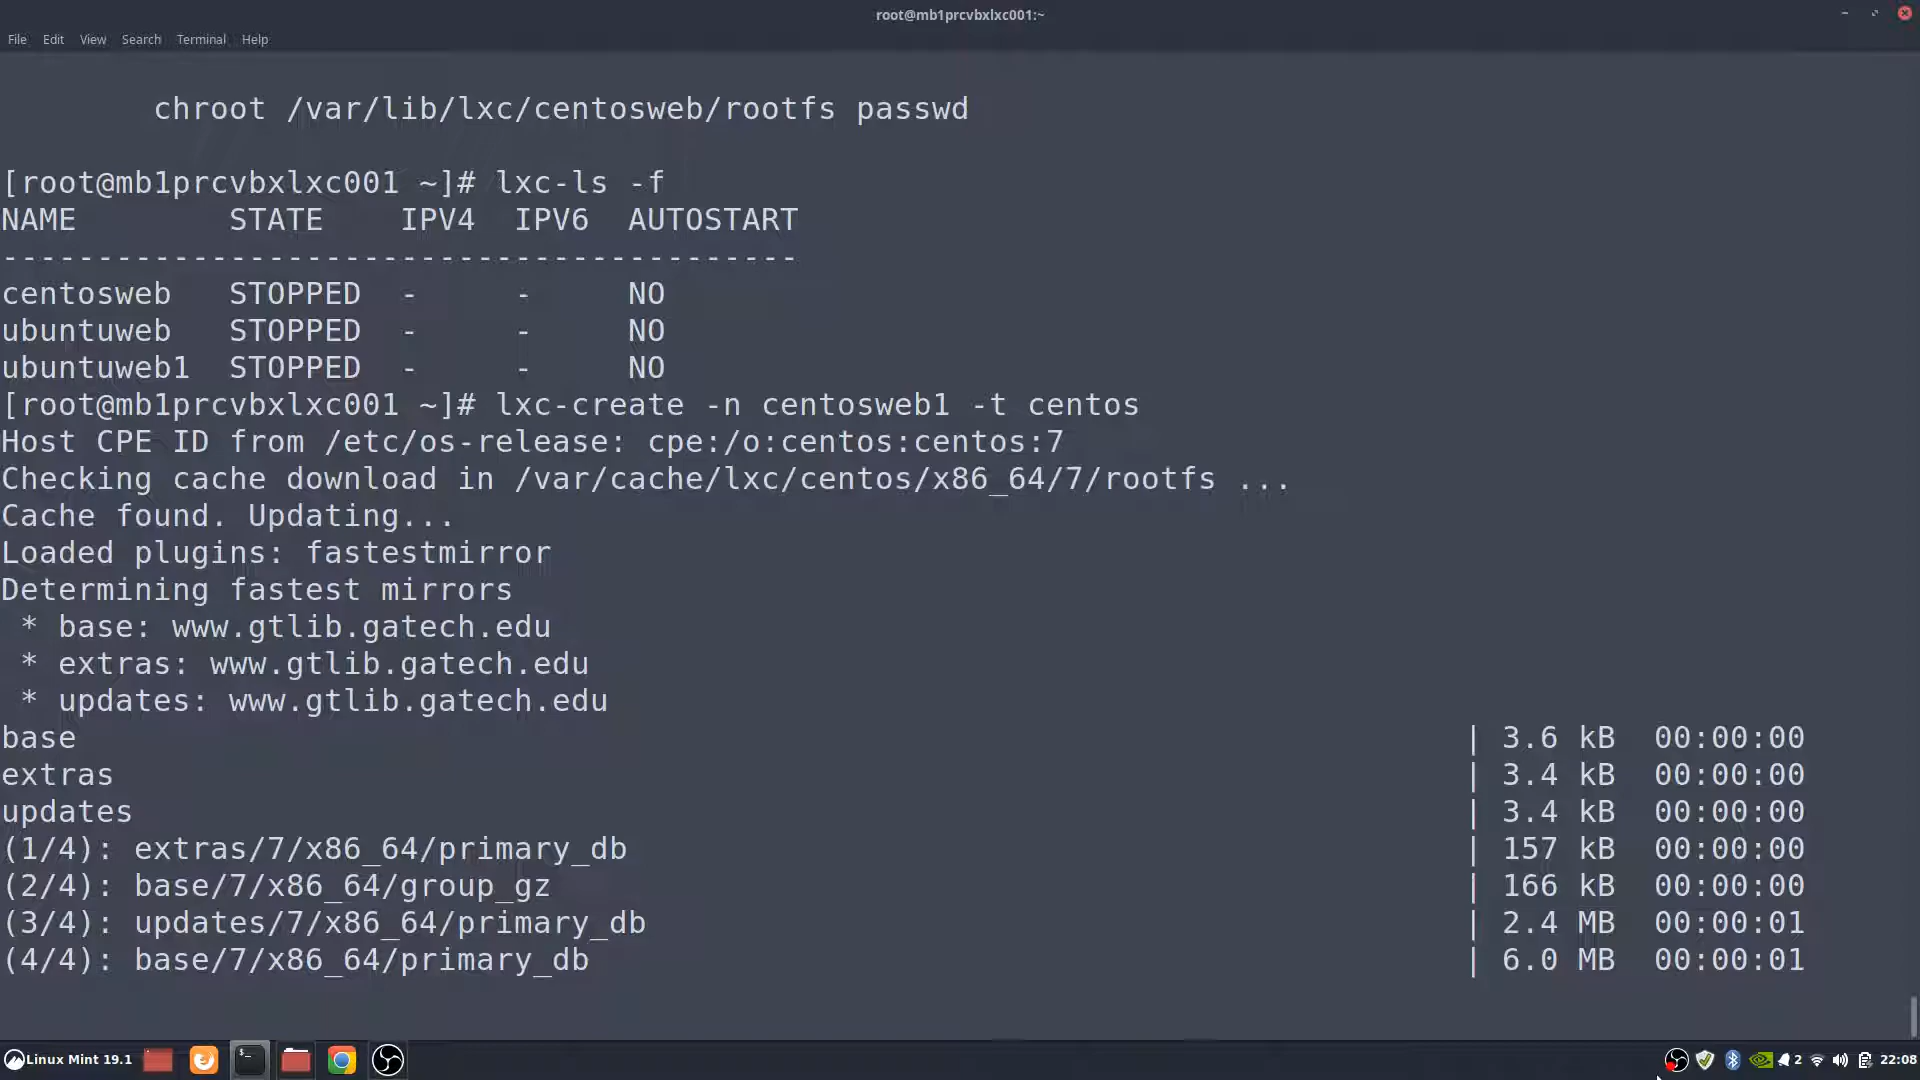 root@mb1prcvbxlxc001:~
File Edit View Search Terminal Help
chroot /var/lib/lxc/centosweb/rootfs passwd
[root@mb1prcvbxlxc001 ~]# lxc-ls -f
NAME STATE IPV4 IPV6 AUTOSTART
------------------------------------------
centosweb STOPPED - - NO
ubuntuweb STOPPED - - NO
ubuntuweb1 STOPPED - - NO
[root@mb1prcvbxlxc001 ~]# lxc-create -n centosweb1 -t centos
Host CPE ID from /etc/os-release: cpe:/o:centos:centos:7
Checking cache download in /var/cache/lxc/centos/x86_64/7/rootfs ...
Cache found. Updating...
Loaded plugins: fastestmirror
Determining fastest mirrors
* base: www.gtlib.gatech.edu
* extras: www.gtlib.gatech.edu
* updates: www.gtlib.gatech.edu
base | 3.6 kB 00:00:00
extras | 3.4 kB 00:00:00
updates | 3.4 kB 00:00:00
(1/4): extras/7/x86_64/primary_db | 157 kB 00:00:00
(2/4): base/7/x86_64/group_gz | 166 kB 00:00:00
(3/4): updates/7/x86_64/primary_db | 2.4 MB 00:00:01
(4/4): base/7/x86_64/primary_db | 6.0 MB 00:00:01
Linux Mint 19.1 2 22:08